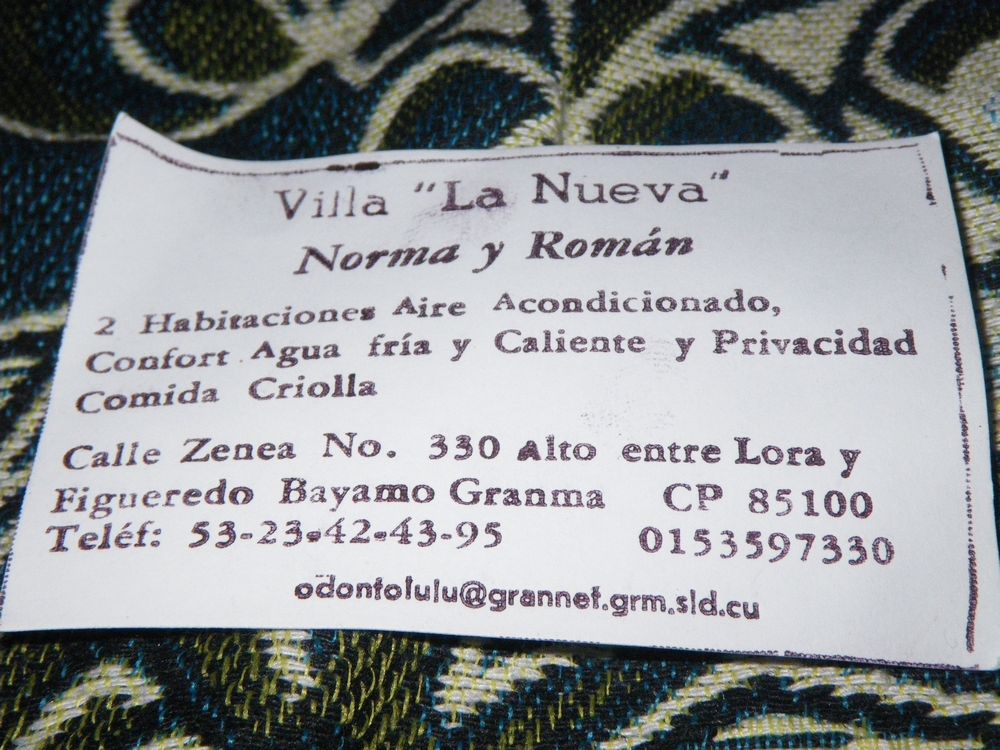 Villa "La Nueva"
Norma y Román
2 Habitaciones Aire Acondicionado,
Confort Agua fría y Caliente y Privacidad
Comida Criolla
Calle Zenea No. 330 Alto entre Lora y
Figueredo Bayamo Granma CP 85100
Teléf: 53-23-42-43-95 0153597330
odontolulu@grannet.grm.sld.cu